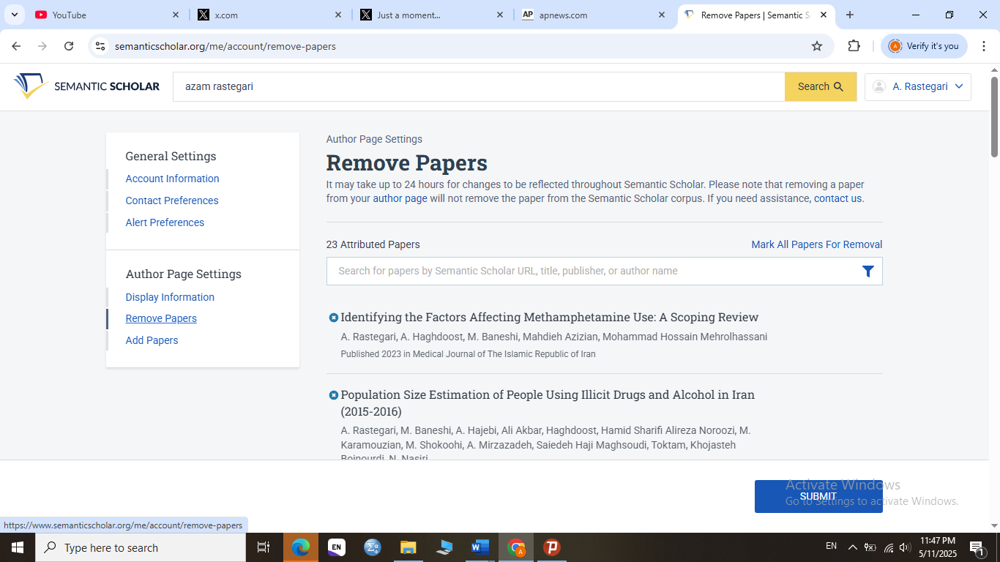 YouTube
x.com
Just a moment...
AP apnews.com
Remove Papers | Semantic S
semanticscholar.org/me/account/remove-papers
A Verify it's you
SEMANTIC SCHOLAR
azam rastegari
Search
A. Rastegari
General Settings
Account Information
Contact Preferences
Alert Preferences
Author Page Settings
Display Information
Remove Papers
Add Papers
Author Page Settings
Remove Papers
It may take up to 24 hours for changes to be reflected throughout Semantic Scholar. Please note that removing a paper
from your author page will not remove the paper from the Semantic Scholar corpus. If you need assistance, contact us.
23 Attributed Papers
Mark All Papers For Removal
Search for papers by Semantic Scholar URL, title, publisher, or author name
Identifying the Factors Affecting Methamphetamine Use: A Scoping Review
A. Rastegari, A. Haghdoost, M. Baneshi, Mahdieh Azizian, Mohammad Hossain Mehrolhassani
Published 2023 in Medical Journal of The Islamic Republic of Iran
Population Size Estimation of People Using Illicit Drugs and Alcohol in Iran
(2015-2016)
A. Rastegari, M. Baneshi, A. Hajebi, Ali Akbar, Haghdoost, Hamid Sharifi Alireza Noroozi, M.
Karamouzian, M. Shokoohi, A. Mirzazadeh, Saiedeh Haji Maghsoudi, Toktam, Khojasteh
Bojnourdi, N. Nasiri
SUBMIT
Activate Windows
Go to Settings to activate Windows.
https://www.semanticscholar.org/me/account/remove-papers
Type here to search
EN
Σα
W
A
P
EN
11:47 PM
5/11/2025
1